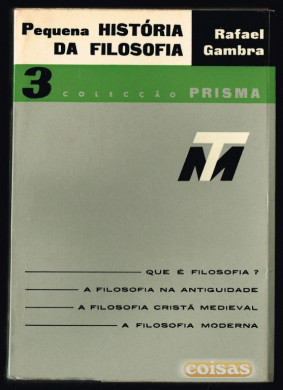 Pequena HISTÓRIA
DA FILOSOFIA
Rafael
Gambra
3 COLECÇÃO PRISMA
TM
QUE É FILOSOFIA?
A FILOSOFIA NA ANTIGUIDADE
A FILOSOFIA CRISTÃ MEDIEVAL
A FILOSOFIA MODERNA
coisas